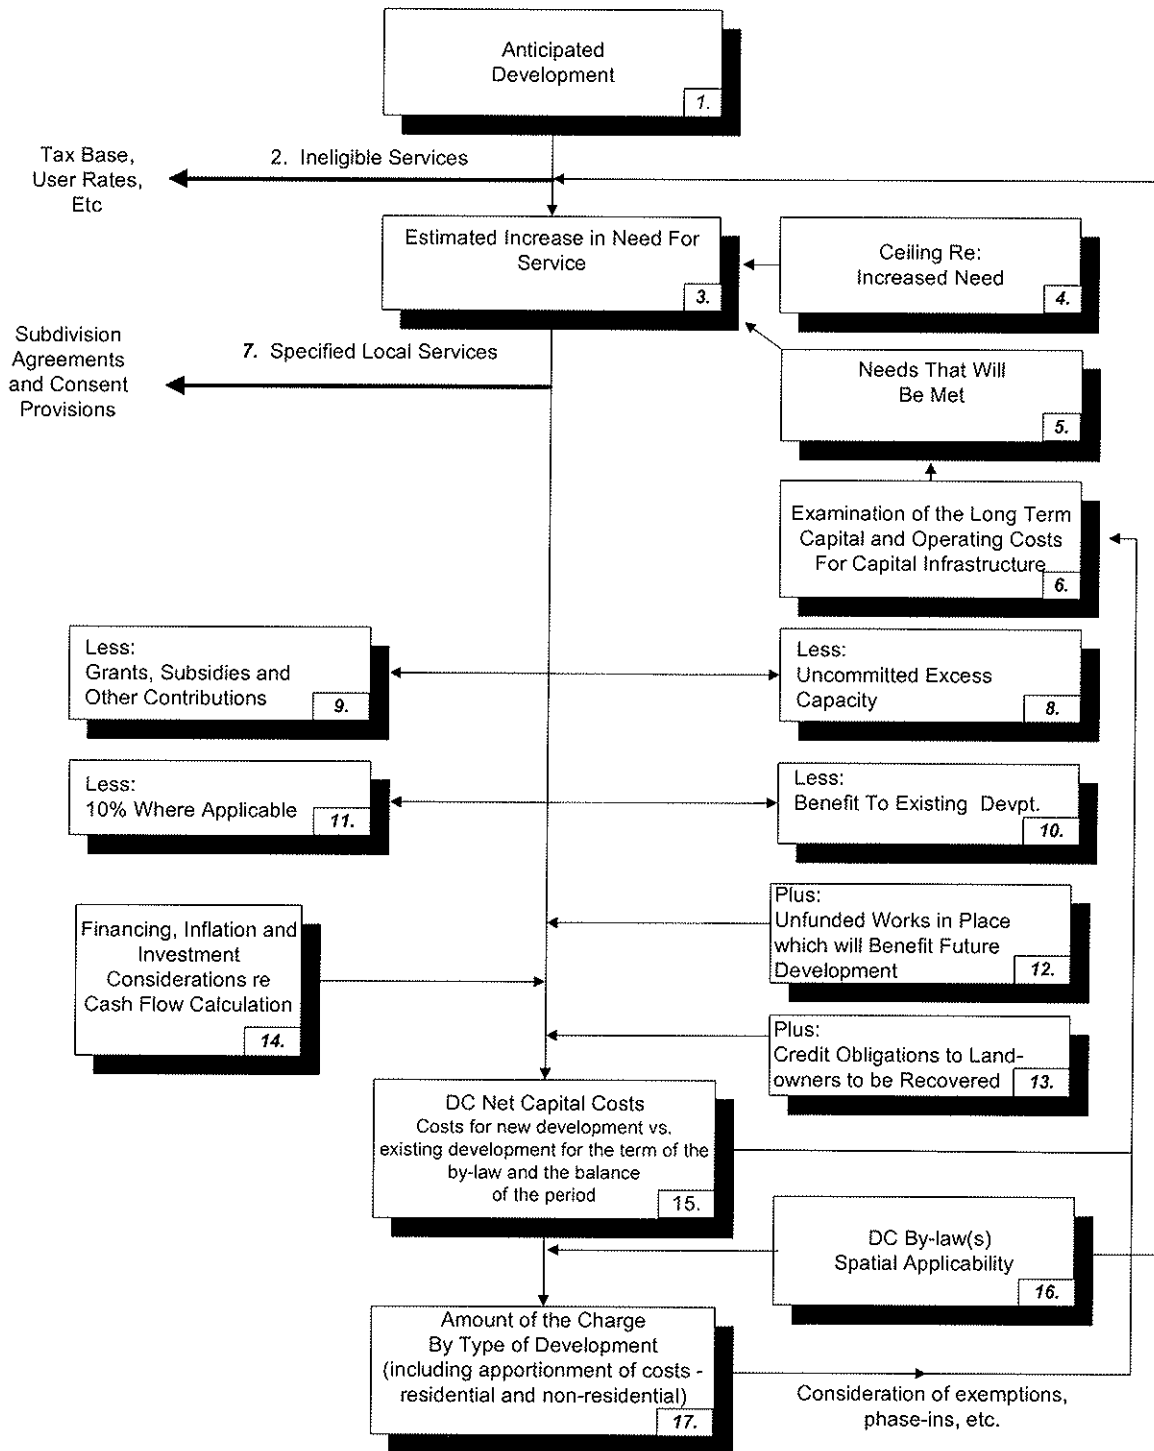 Anticipated
Development
1.
Tax Base,
User Rates,
Etc
2. Ineligible Services
Estimated Increase in Need For
Service
3.
Ceiling Re:
Increased Need
4.
Subdivision
Agreements
and Consent
Provisions
7. Specified Local Services
Needs That Will
Be Met
5.
Examination of the Long Term
Capital and Operating Costs
For Capital Infrastructure
6.
Less:
Grants, Subsidies and
Other Contributions
9.
Less:
Uncommitted Excess
Capacity
8.
Less:
10% Where Applicable
11.
Less:
Benefit To Existing Devpt.
10.
Plus:
Unfunded Works in Place
which will Benefit Future
Development
12.
Financing, Inflation and
Investment
Considerations re
Cash Flow Calculation
14.
Plus:
Credit Obligations to Land-
owners to be Recovered
13.
DC Net Capital Costs
Costs for new development vs.
existing development for the term of the
by-law and the balance
of the period
15.
DC By-law(s)
Spatial Applicability
16.
Amount of the Charge
By Type of Development
(including apportionment of costs -
residential and non-residential)
17.
Consideration of exemptions,
phase-ins, etc.